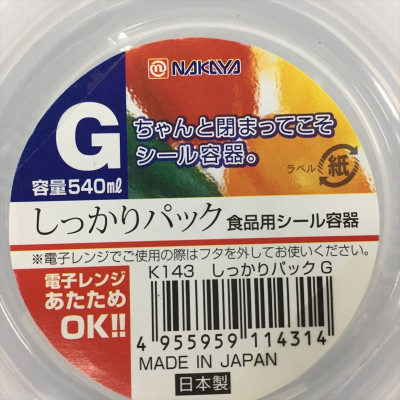 NAKAYA
G
容量540mℓ
ちゃんと閉まってこそ
シール容器。
ラベル 紙
しっかりパック 食品用シール容器
※電子レンジでご使用の際はフタを外してお使いください。
電子レンジ
あたため
OK!!
K143 しっかりパック G
4 955959 114314
MADE IN JAPAN
日本製